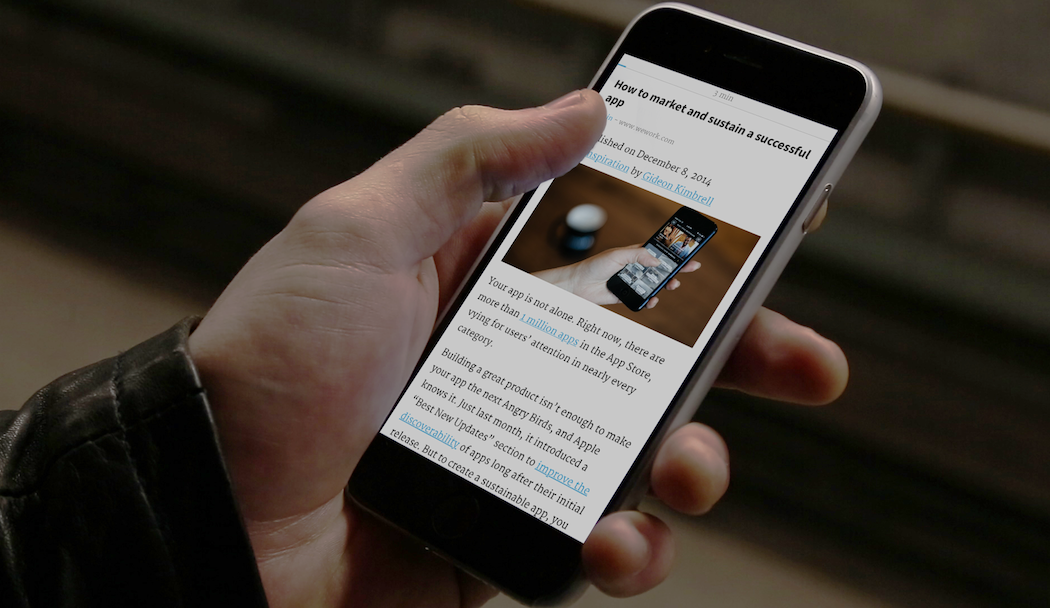 3 min
How to market and sustain a successful
app
– www.wework.com
ished on December 8, 2014
nspiration by Gideon Kimbrell
Your app is not alone. Right now, there are
more than 1 million apps in the App Store,
vying for users’ attention in nearly every
category.
Building a great product isn’t enough to make
your app the next Angry Birds, and Apple
knows it. Just last month, it introduced a
“Best New Updates” section to improve the
discoverability of apps long after their initial
release. But to create a sustainable app, you